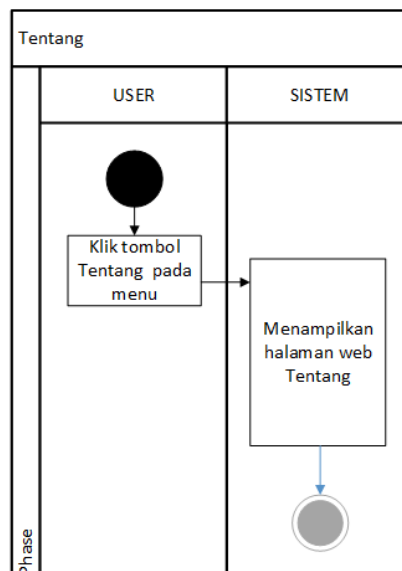 Tentang
USER
SISTEM
Klik tombol
Tentang pada
menu
Menampilkan
halaman web
Tentang
Phase